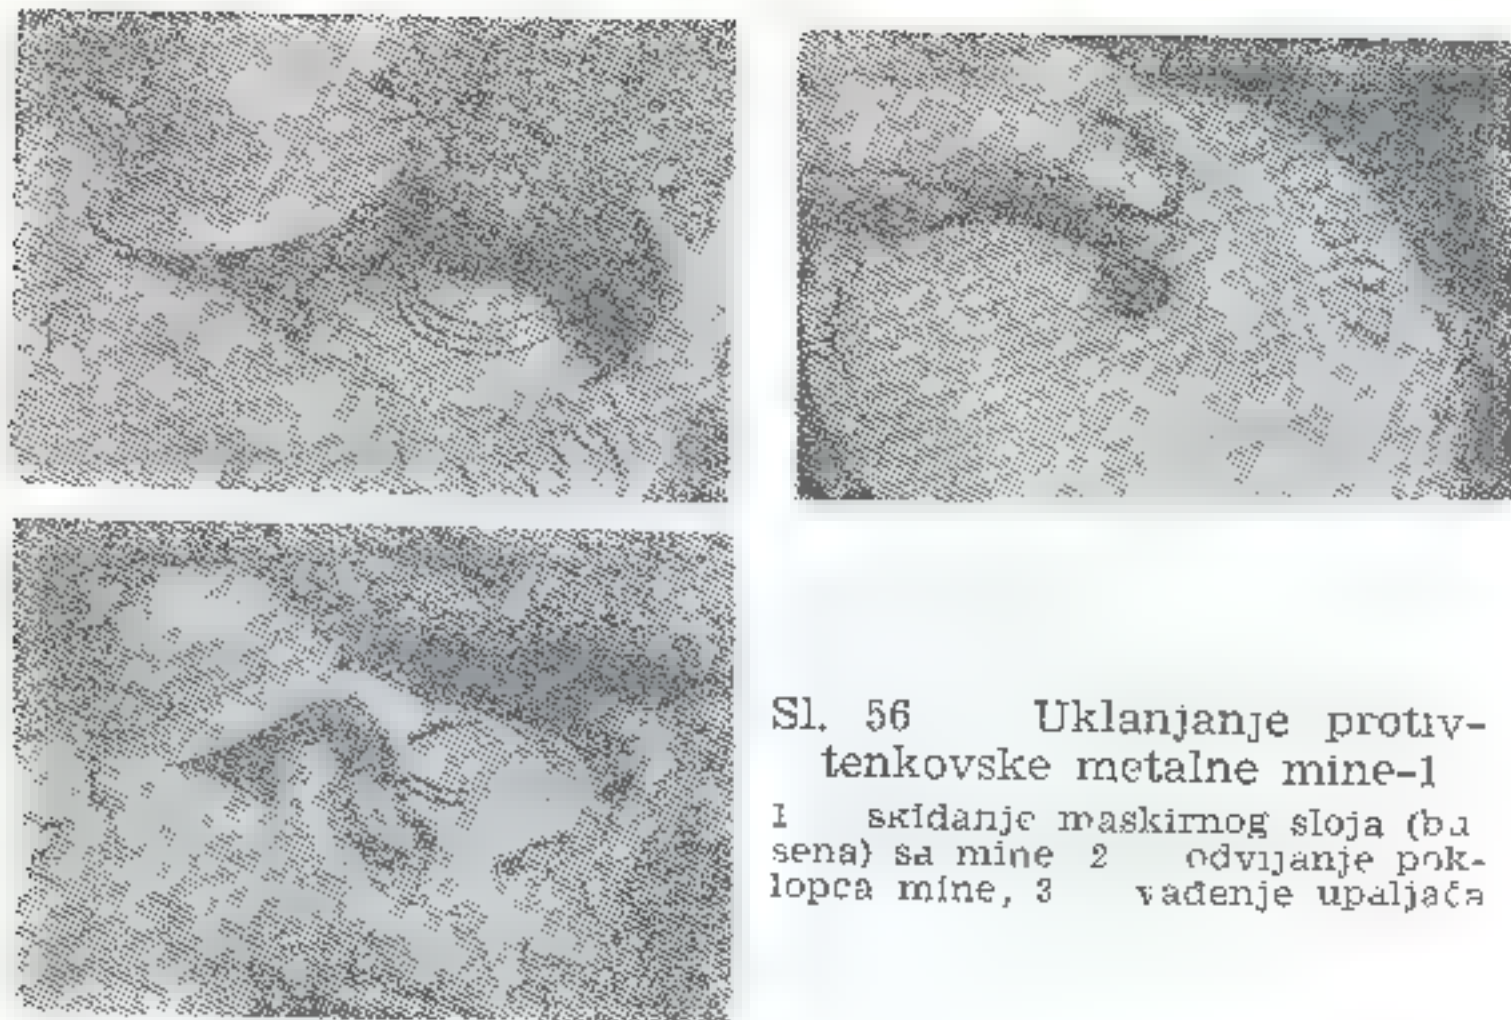 Sl. 56 Uklanjanje protiv-
tenkovske metalne mine-1
1 skidanje maskirnog sloja (bu
sena) sa mine 2 odvijanje pok-
lopca mine, 3 vađenje upaljača